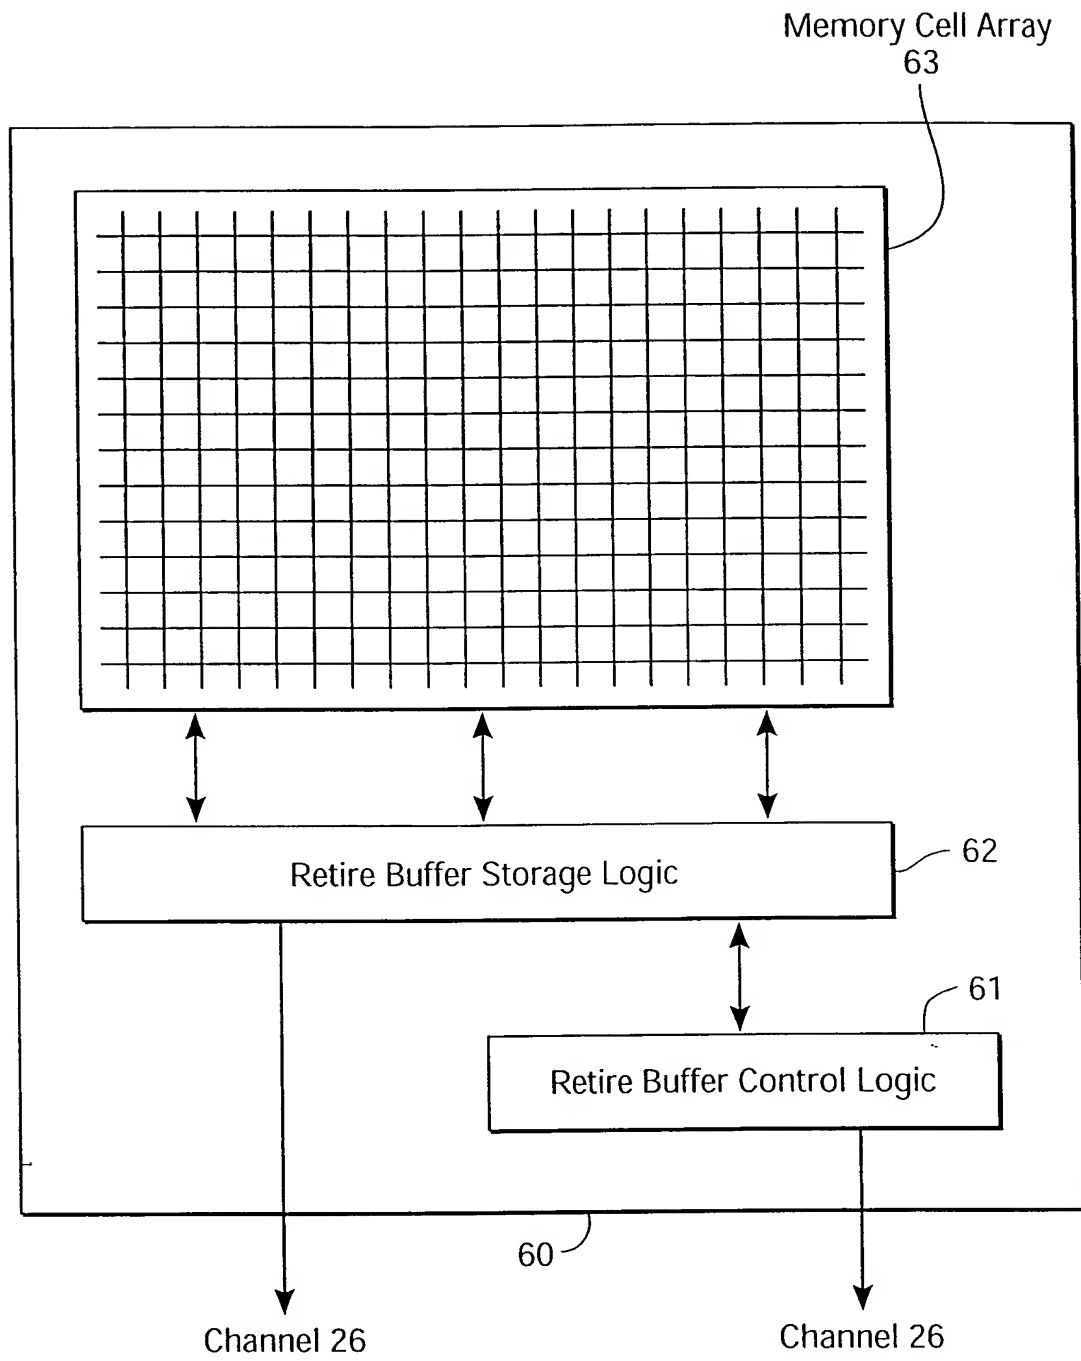 Memory Cell Array
63
Retire Buffer Storage Logic
62
61
Retire Buffer Control Logic
60
Channel 26
Channel 26